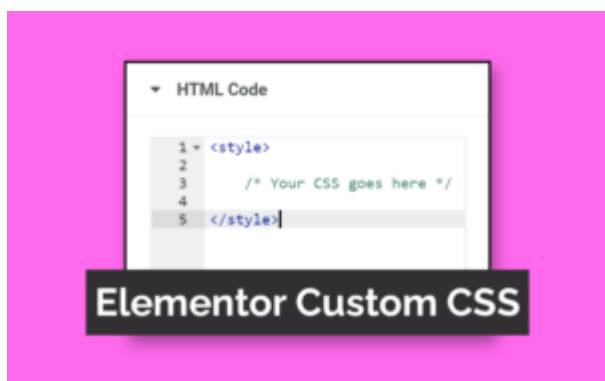 HTML Code
1 <style>
2
3 /* Your CSS goes here */
4
5 </style>
Elementor Custom CSS